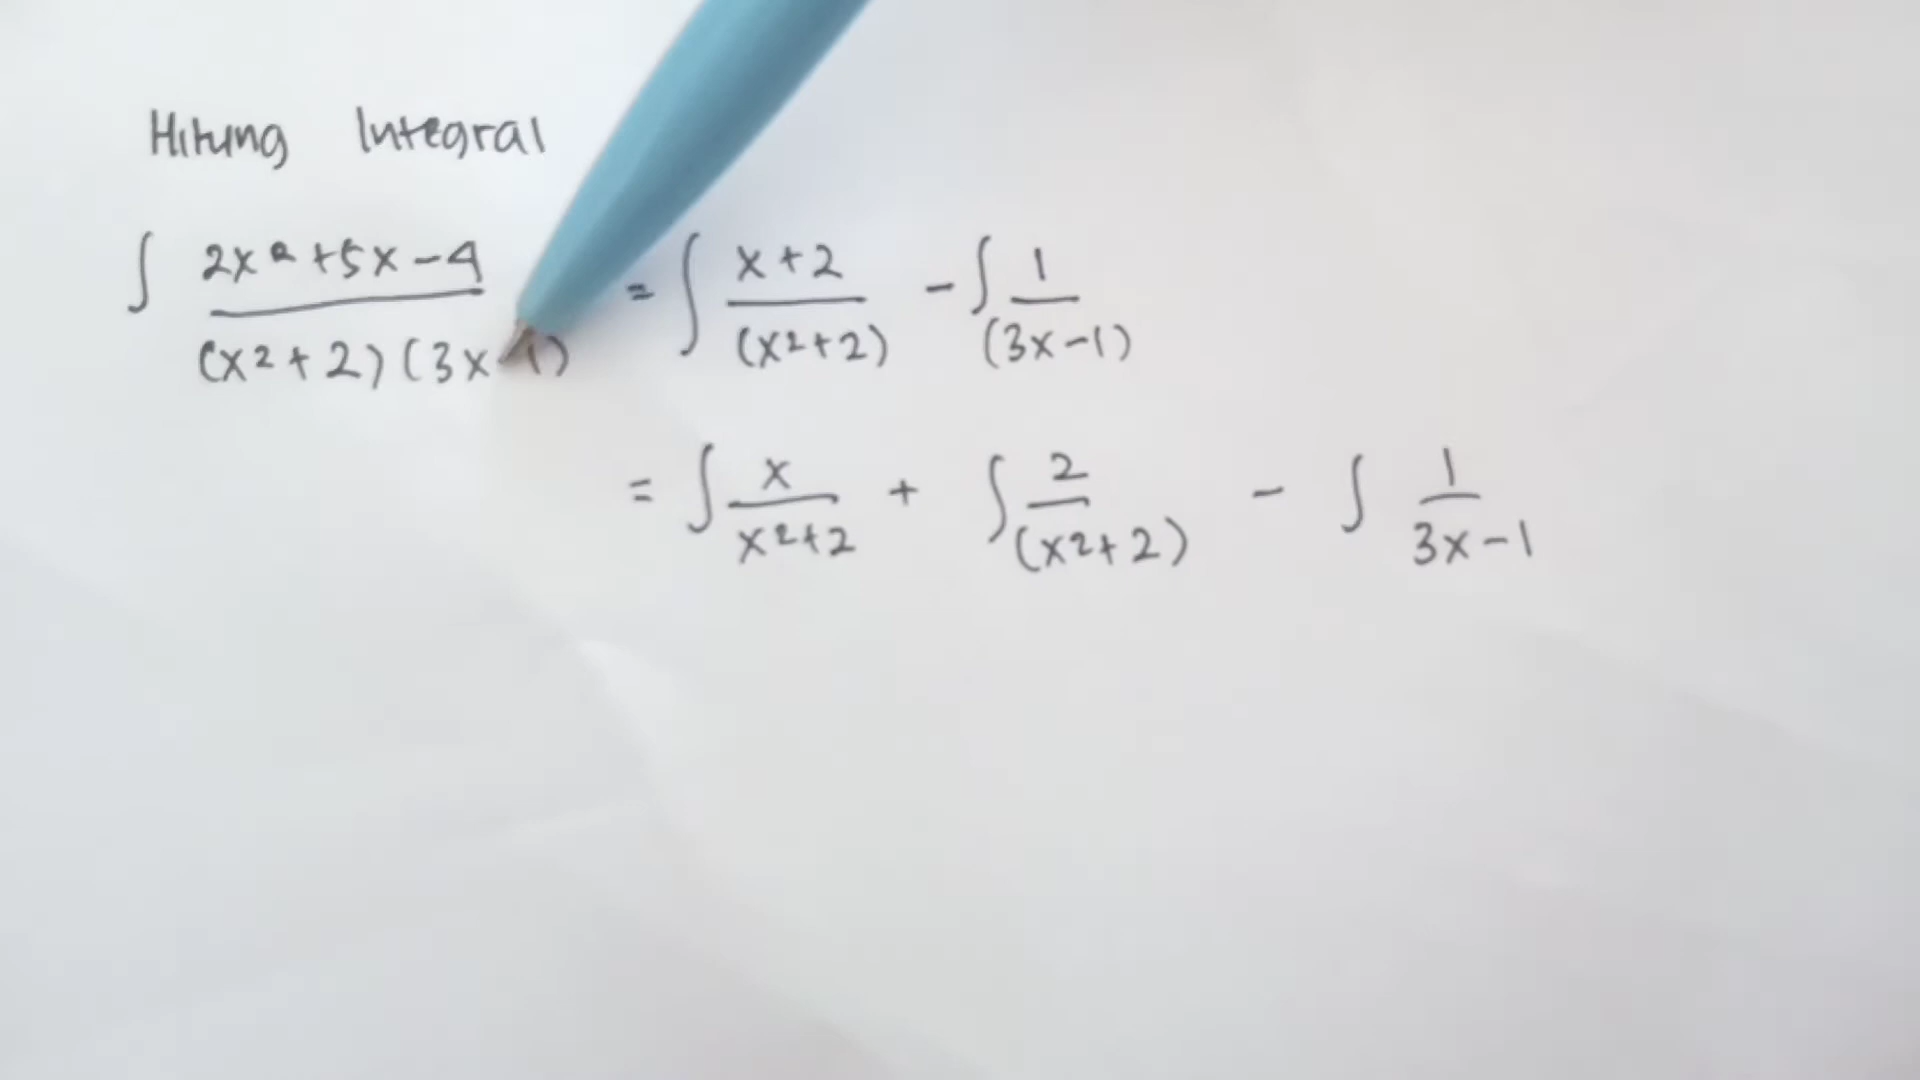 Hitung Integral
∫ (2x²+5x-4)/((x²+2)(3x-1)) = ∫ (x+2)/(x²+2) - ∫ 1/(3x-1)
= ∫ x/(x²+2) + ∫ 2/(x²+2) - ∫ 1/(3x-1)